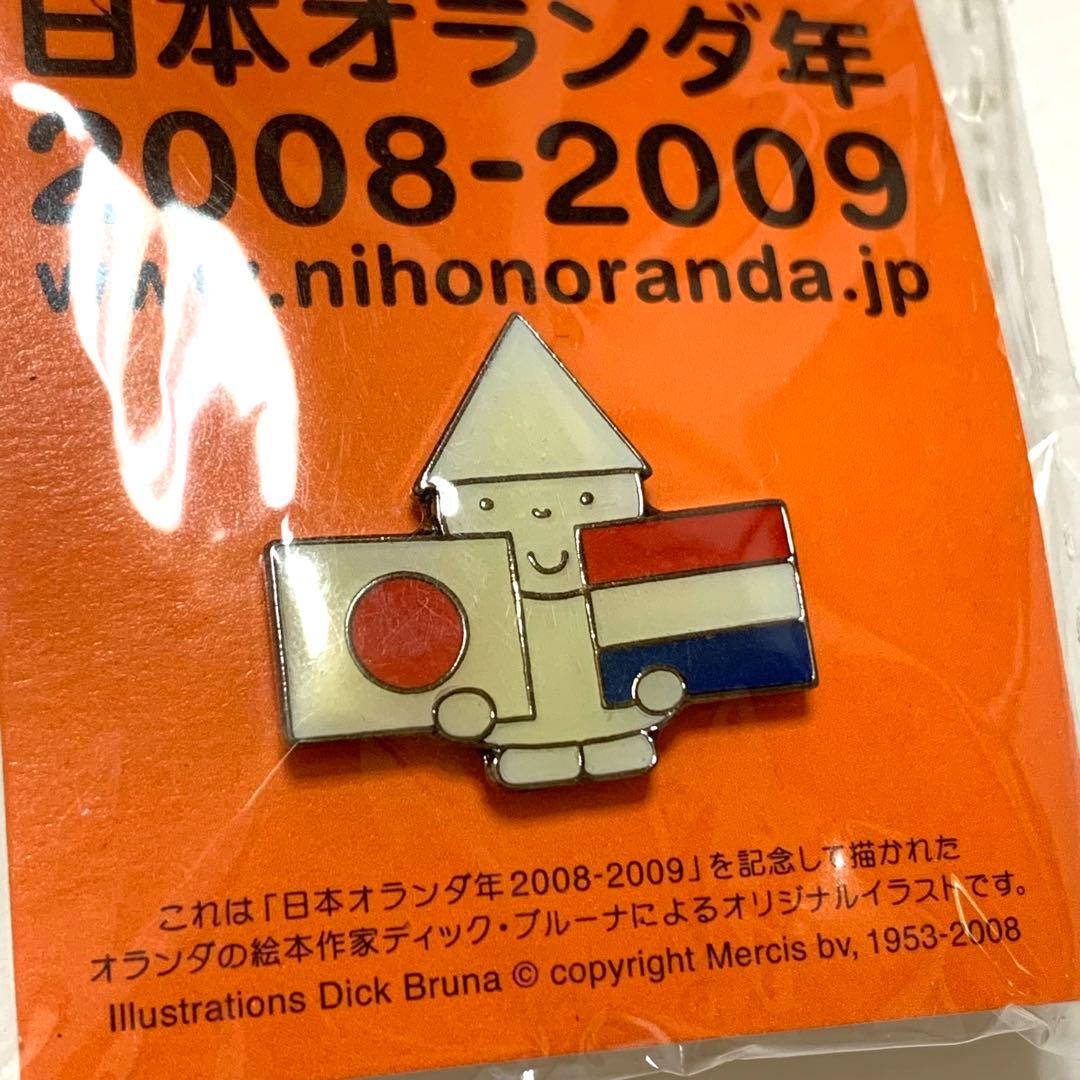 日本オランダ年
2008-2009
www.nihonoranda.jp
これは「日本オランダ年2008-2009」を記念して描かれた
オランダの絵本作家ディック・ブルーナによるオリジナルイラストです。
Illustrations Dick Bruna © copyright Mercis bv, 1953-2008